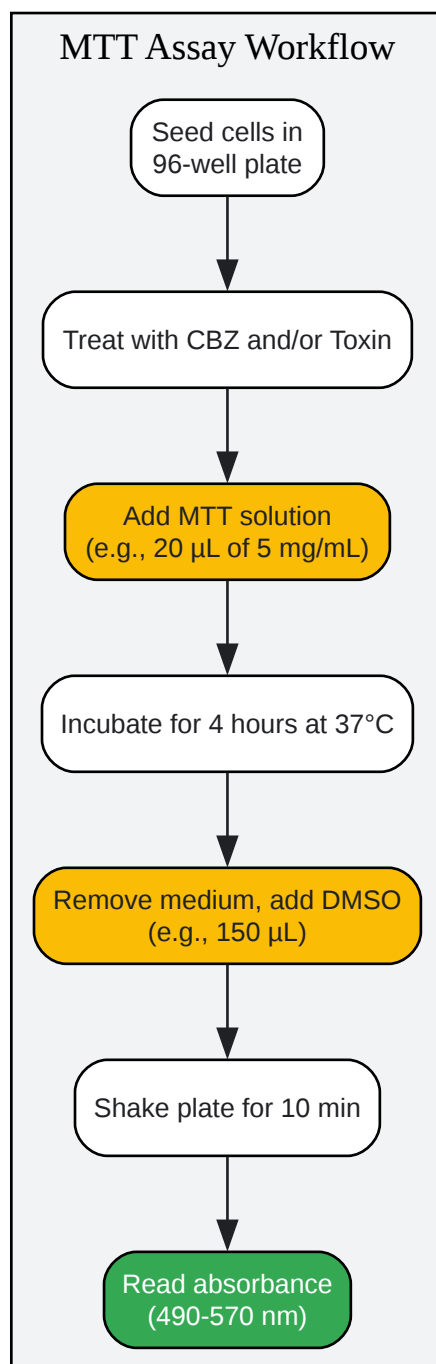 MTT Assay Workflow
Seed cells in
96-well plate
Treat with CBZ and/or Toxin
Add MTT solution
(e.g., 20 µL of 5 mg/mL)
Incubate for 4 hours at 37°C
Remove medium, add DMSO
(e.g., 150 µL)
Shake plate for 10 min
Read absorbance
(490-570 nm)